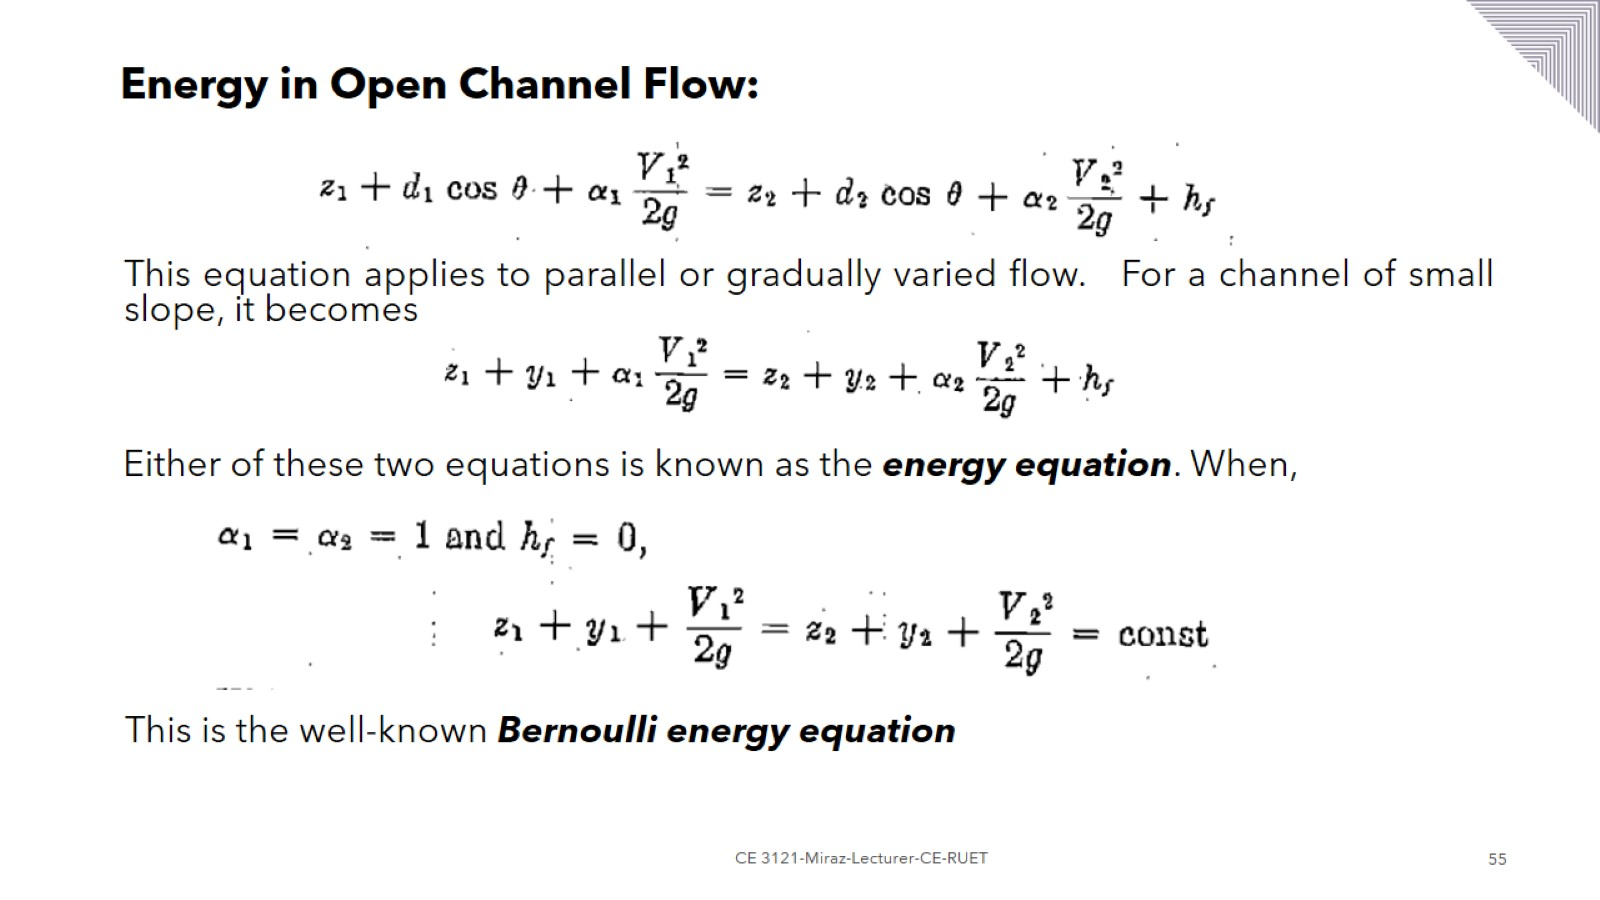 Energy in Open Channel Flow:
z₁ + d₁ cos θ + α₁ V₁²/2g = z₂ + d₂ cos θ + α₂ V₂²/2g + h_f
This equation applies to parallel or gradually varied flow. For a channel of small
slope, it becomes
z₁ + y₁ + α₁ V₁²/2g = z₂ + y₂ + α₂ V₂²/2g + h_f
Either of these two equations is known as the energy equation. When,
α₁ = α₂ = 1 and h_f = 0,
z₁ + y₁ + V₁²/2g = z₂ + y₂ + V₂²/2g = const
This is the well-known Bernoulli energy equation
CE 3121-Miraz-Lecturer-CE-RUET
55